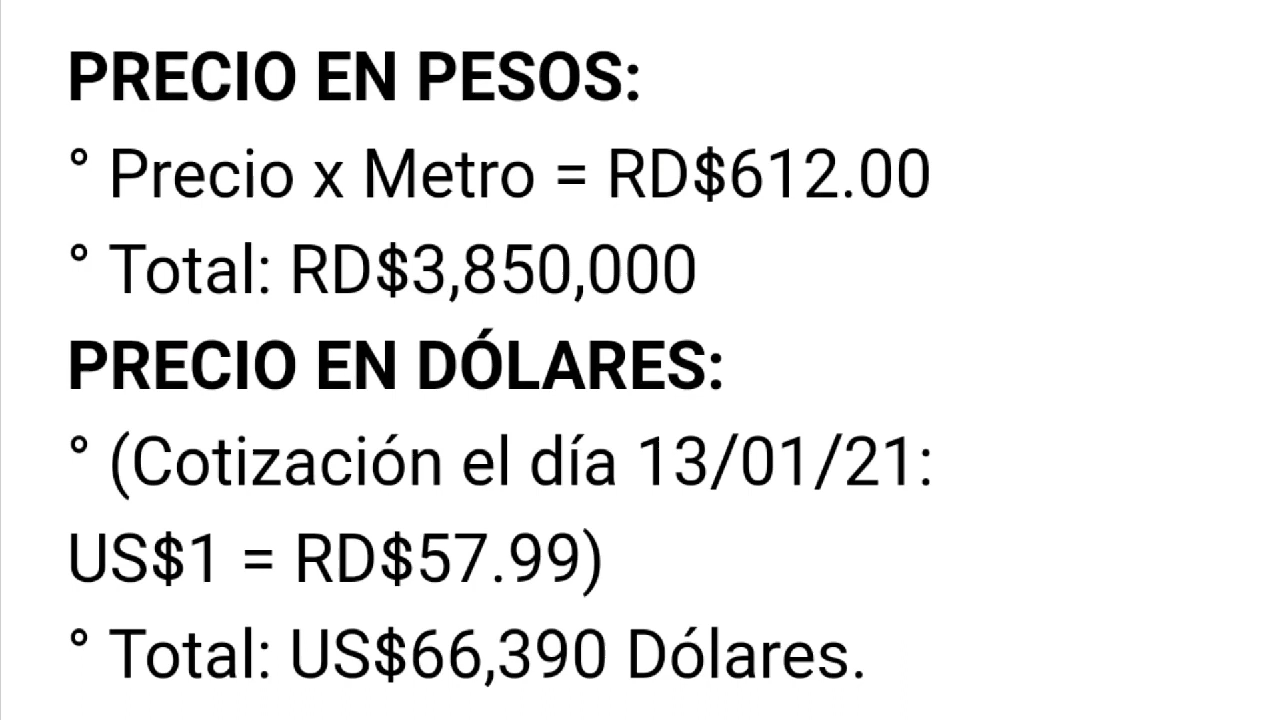 PRECIO EN PESOS:
° Precio x Metro = RD$612.00
° Total: RD$3,850,000
PRECIO EN DÓLARES:
° (Cotización el día 13/01/21:
US$1 = RD$57.99)
° Total: US$66,390 Dólares.